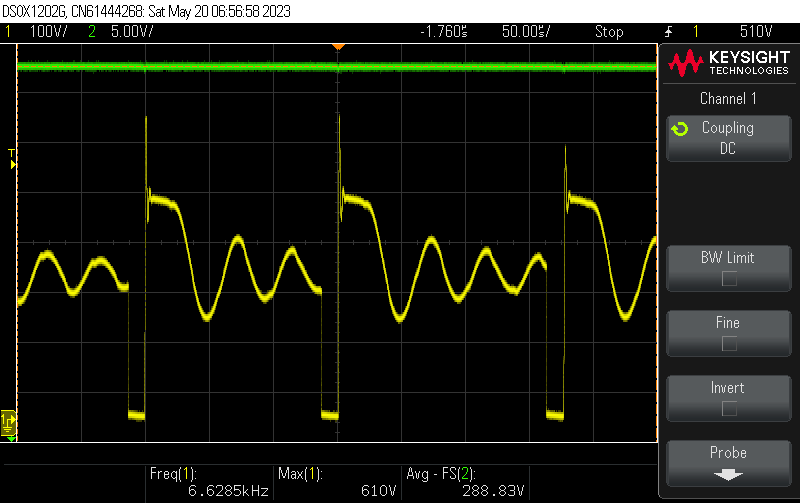 DSOX1202G, CN61444268: Sat May 20 06:56:58 2023
1 100V/ 2 5.00V/ -1.760s 50.00s/ Stop 1 510V
KEYSIGHT
TECHNOLOGIES
Channel 1
Coupling
DC
T
BW Limit
Fine
Invert
1
Probe
Freq(1): Max(1): Avg - FS(2):
6.6285kHz 610V 288.83V